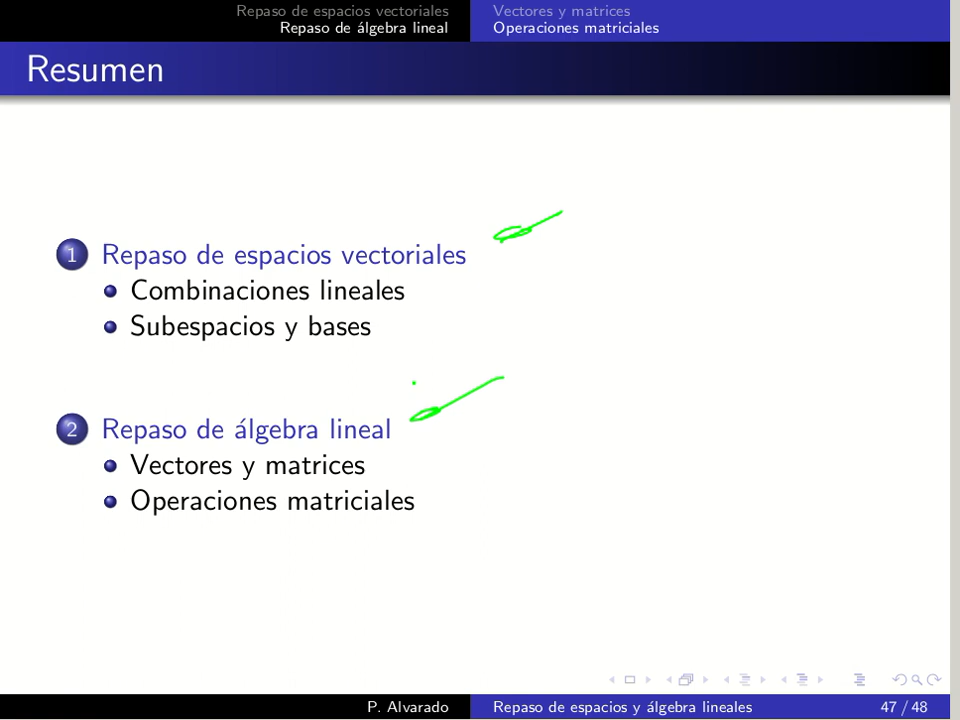 Repaso de espacios vectoriales
Repaso de álgebra lineal
Vectores y matrices
Operaciones matriciales
Resumen
1 Repaso de espacios vectoriales
Combinaciones lineales
Subespacios y bases
2 Repaso de álgebra lineal
Vectores y matrices
Operaciones matriciales
P. Alvarado
Repaso de espacios y álgebra lineales
47 / 48